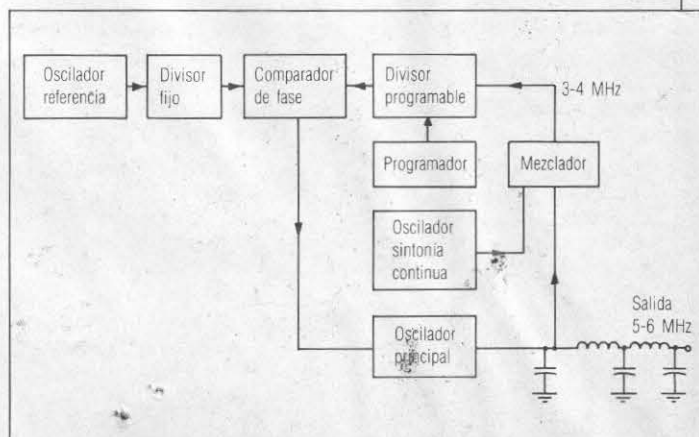 Oscilador
referencia
Divisor
fijo
Comparador
de fase
Divisor
programable
3-4 MHz
Programador
Mezclador
Oscilador
sintonía
continua
Salida
5-6 MHz
Oscilador
principal